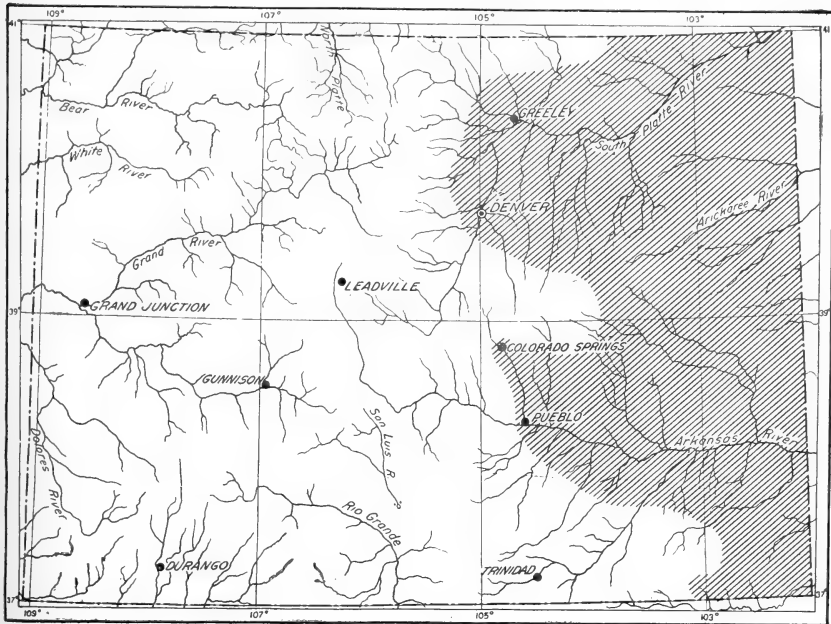 109°
107°
105°
103°
41
41
North Platte
Bear River
GREELEY
South Platte River
White River
Arickaree River
DENVER
Grand River
LEADVILLE
GRAND JUNCTION
39°
39°
COLORADO SPRINGS
GUNNISON
PUEBLO
San Luis R
Arkansas River
Dolores River
Rio Grande
DURANGO
TRINIDAD
37°
37°
109°
107°
105°
103°